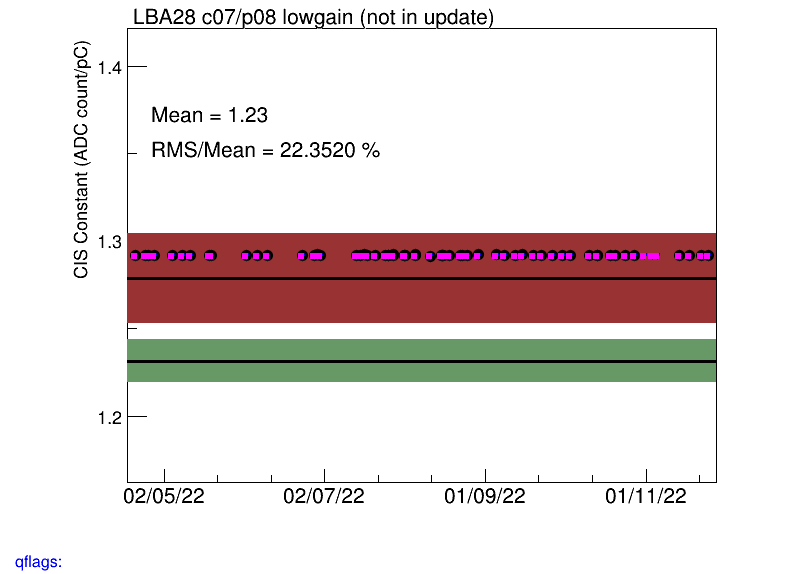 LBA28 c07/p08 lowgain (not in update)
CIS Constant (ADC count/pC)
1.4
Mean = 1.23
RMS/Mean = 22.3520 %
1.3
1.2
02/05/22 02/07/22 01/09/22 01/11/22
qflags: